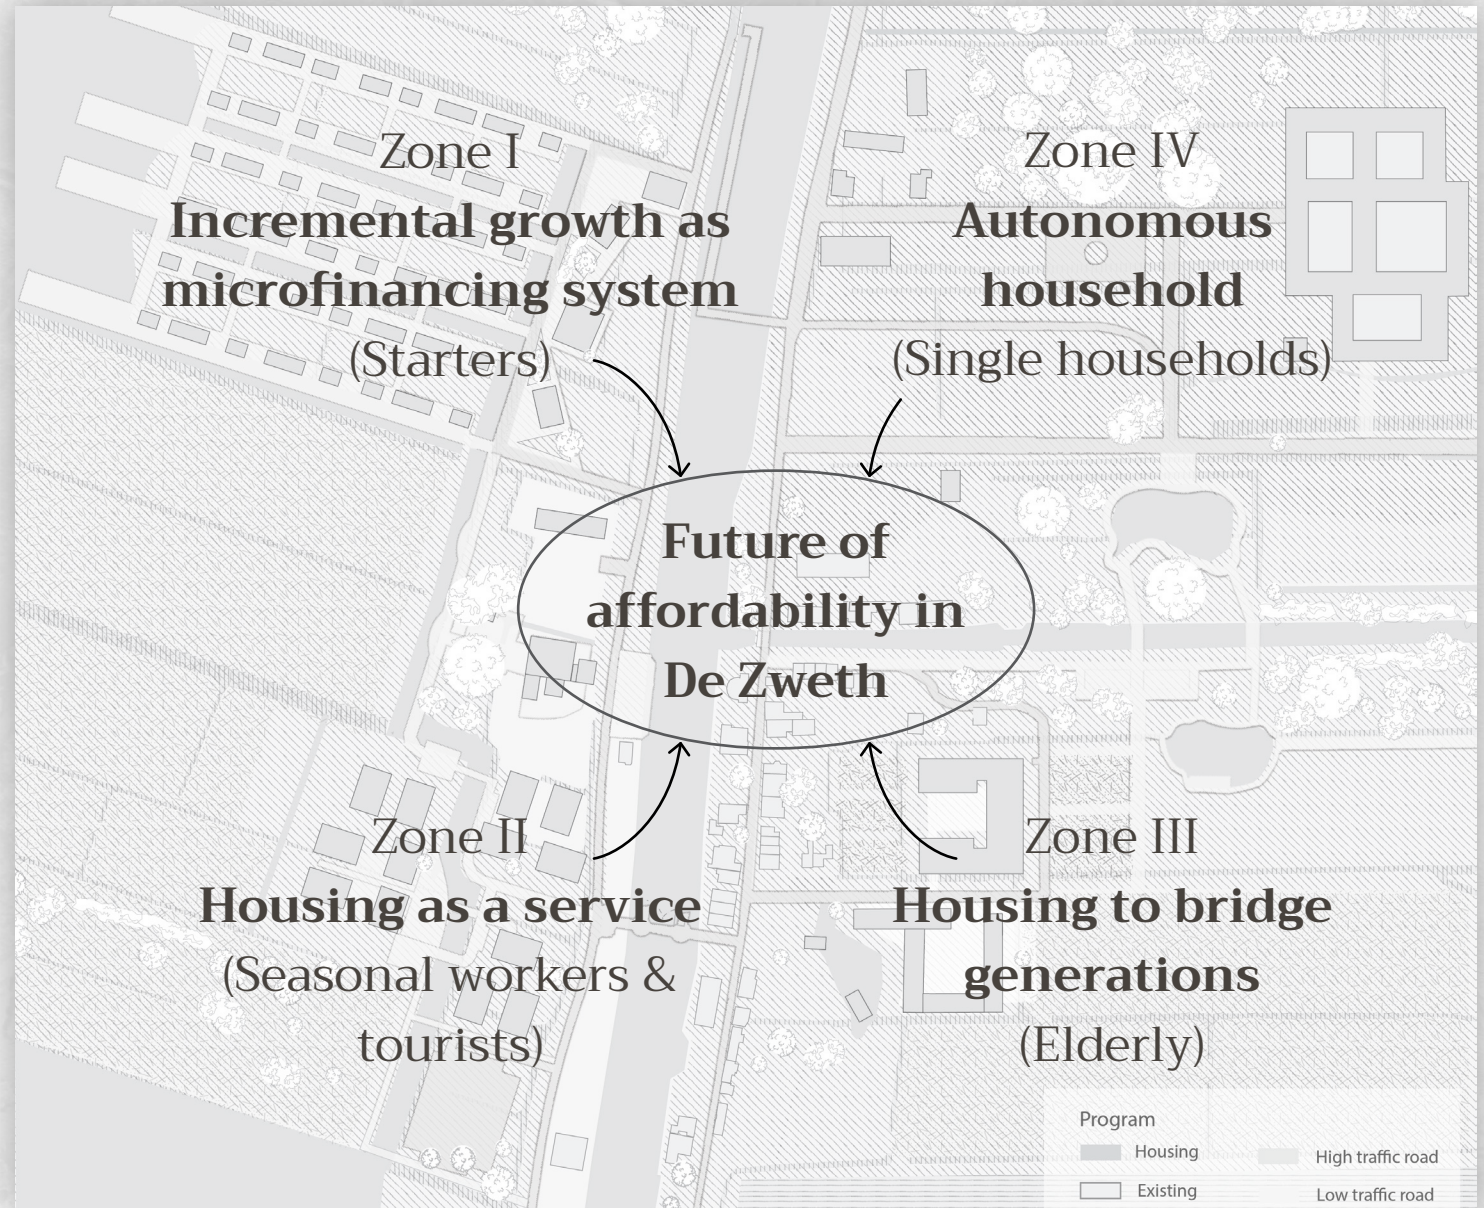 Zone I
Incremental growth as
microfinancing system
(Starters)
Zone IV
Autonomous
household
(Single households)
Future of
affordability in
De Zweth
Zone II
Housing as a service
(Seasonal workers &
tourists)
Zone III
Housing to bridge
generations
(Elderly)
Program
Housing
Existing
High traffic road
Low traffic road